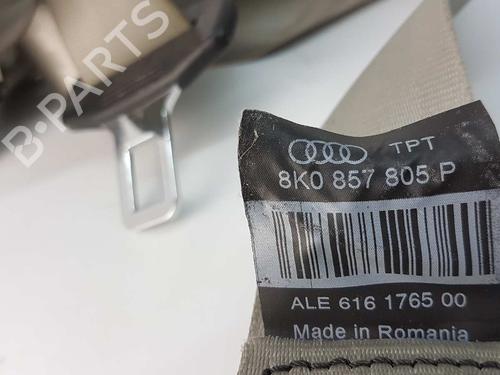 B-PARTS
TPT
8K0 857 805 P
ALE 616 1765 00
Made in Romania